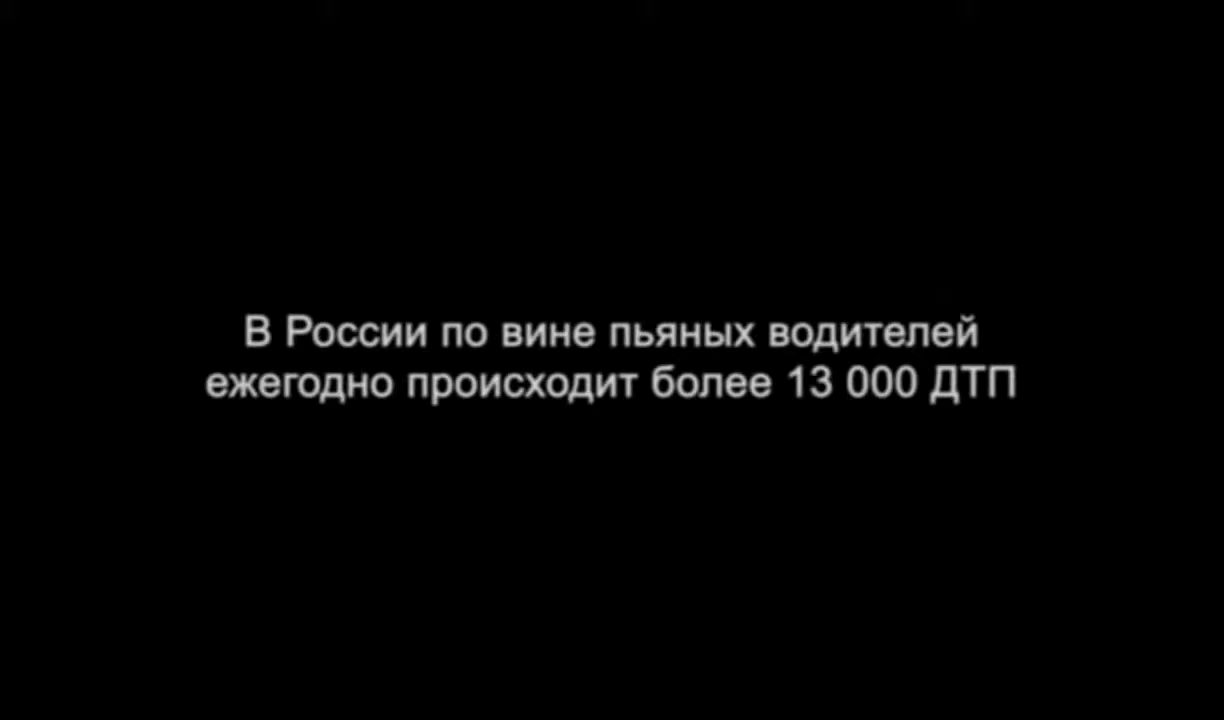 В России по вине пьяных водителей
ежегодно происходит более 13 000 ДТП